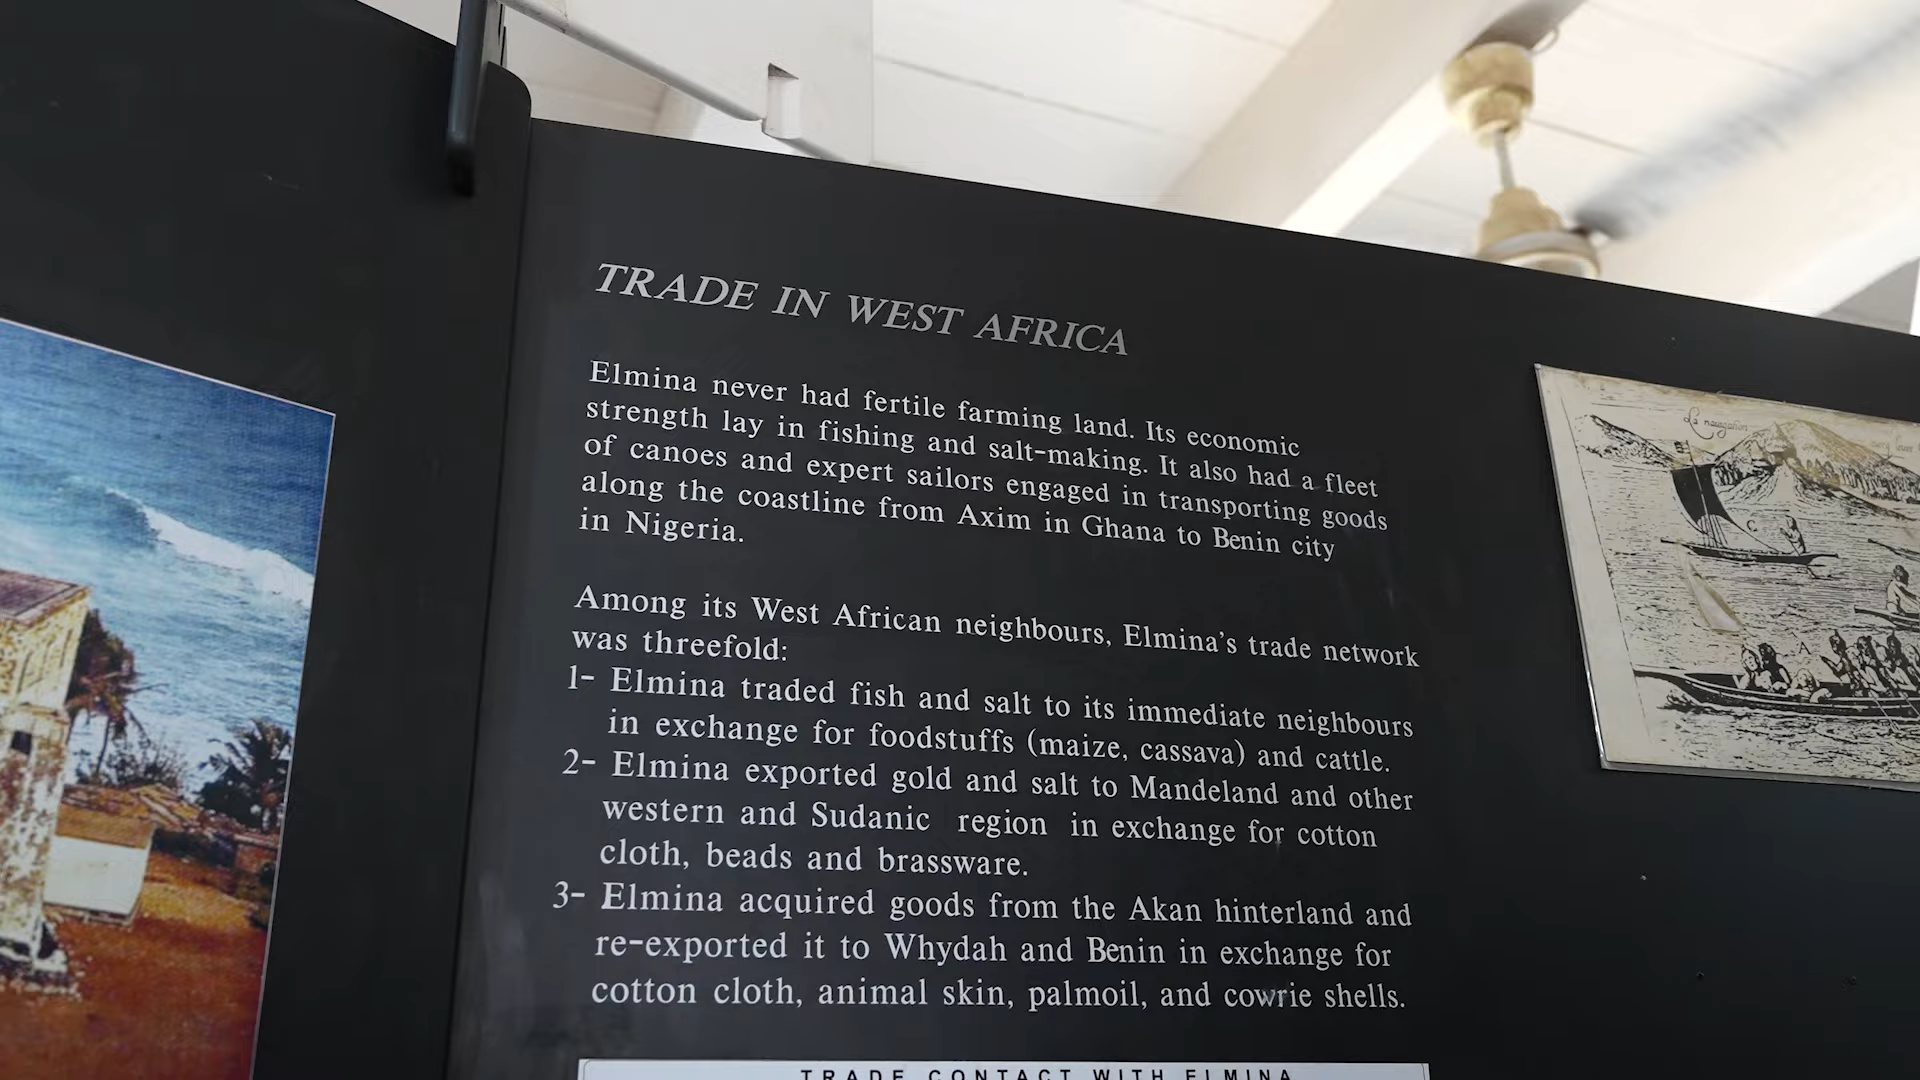 TRADE IN WEST AFRICA
Elmina never had fertile farming land. Its economic
strength lay in fishing and salt-making. It also had a fleet
of canoes and expert sailors engaged in transporting goods
along the coastline from Axim in Ghana to Benin city
in Nigeria.
Among its West African neighbours, Elmina's trade network
was threefold:
1- Elmina traded fish and salt to its immediate neighbours
in exchange for foodstuffs (maize, cassava) and cattle.
2- Elmina exported gold and salt to Mandeland and other
western and Sudanic region in exchange for cotton
cloth, beads and brassware.
3- Elmina acquired goods from the Akan hinterland and
re-exported it to Whydah and Benin in exchange for
cotton cloth, animal skin, palmoil, and cowrie shells.
TRADE CONTACT WITH ELMINA
La
C
A